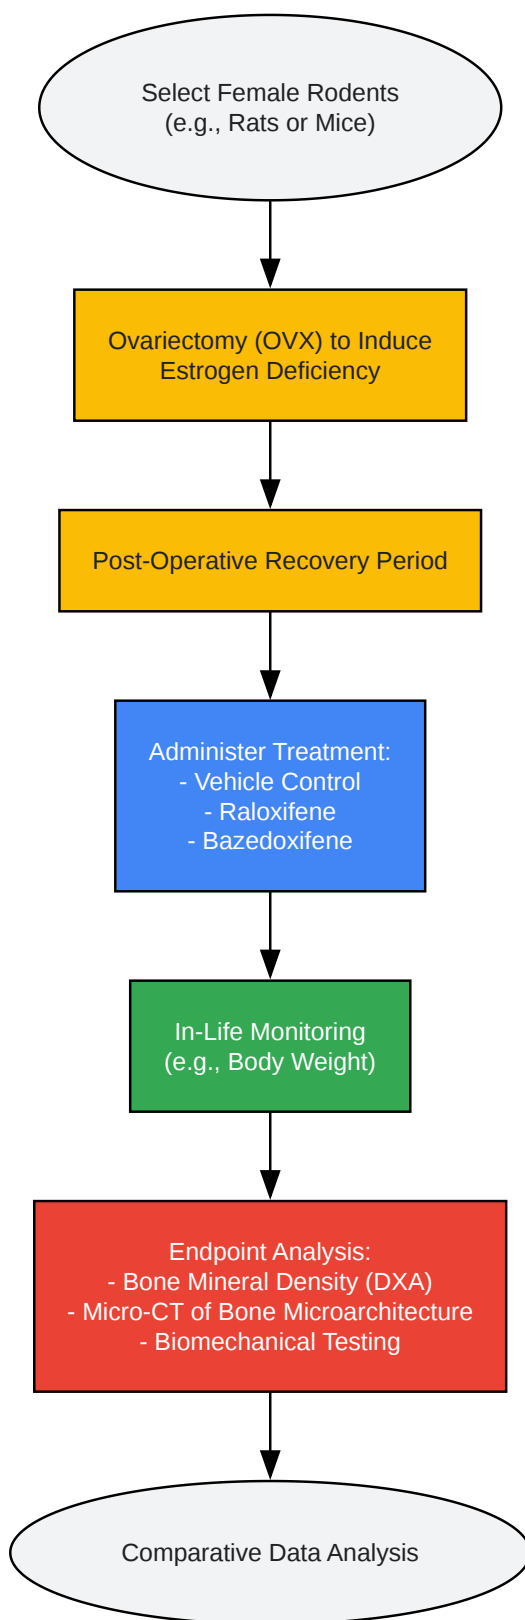 Select Female Rodents
(e.g., Rats or Mice)
Ovariectomy (OVX) to Induce
Estrogen Deficiency
Post-Operative Recovery Period
Administer Treatment:
- Vehicle Control
- Raloxifene
- Bazedoxifene
In-Life Monitoring
(e.g., Body Weight)
Endpoint Analysis:
- Bone Mineral Density (DXA)
- Micro-CT of Bone Microarchitecture
- Biomechanical Testing
Comparative Data Analysis